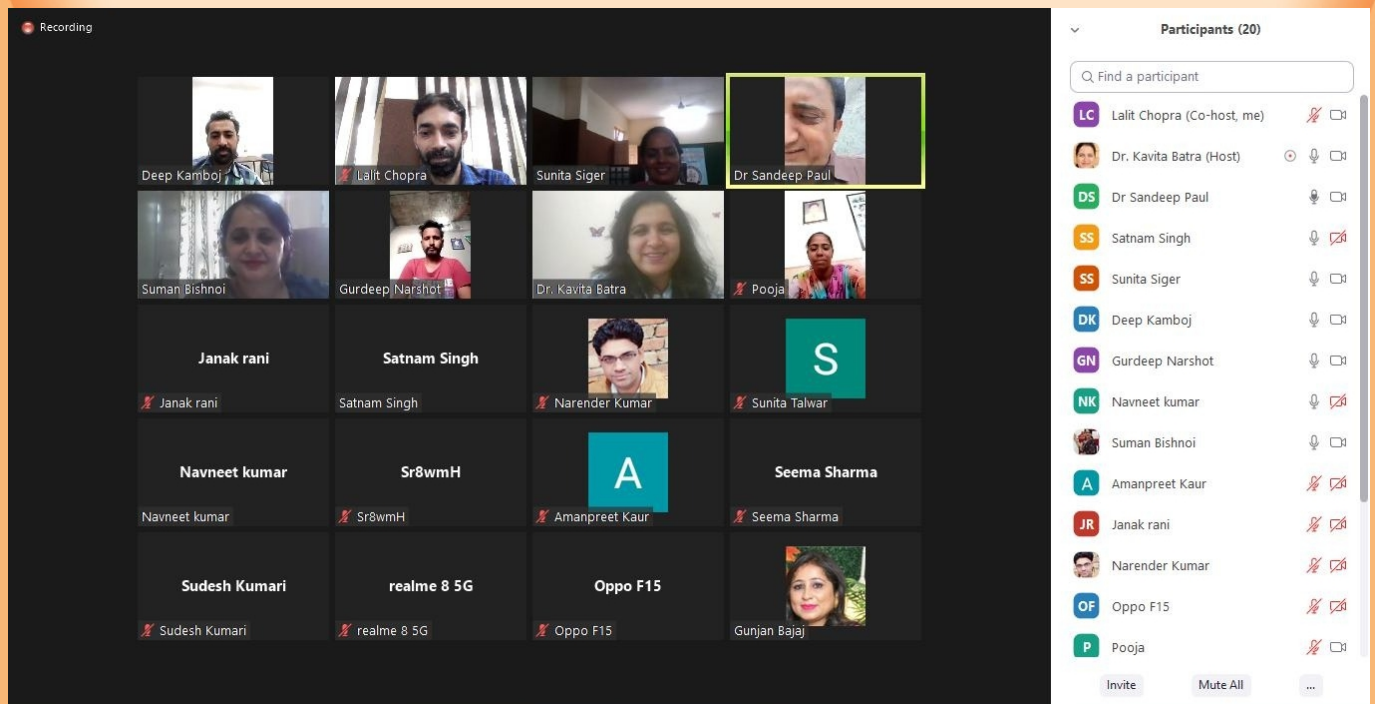 Recording
Deep Kamboj
Lalit Chopra
Sunita Siger
Dr Sandeep Paul
Suman Bishnoi
Gurdeep Narshot
Dr. Kavita Batra
Pooja
Janak rani
Janak rani
Satnam Singh
Satnam Singh
Narender Kumar
S
Sunita Talwar
Navneet kumar
Navneet kumar
Sr8wmH
Sr8wmH
A
Amanpreet Kaur
Seema Sharma
Seema Sharma
Sudesh Kumari
Sudesh Kumari
realme 8 5G
realme 8 5G
Oppo F15
Oppo F15
Gunjan Bajaj
Participants (20)
Find a participant
LC Lalit Chopra (Co-host, me)
Dr. Kavita Batra (Host)
DS Dr Sandeep Paul
SS Satnam Singh
SS Sunita Siger
DK Deep Kamboj
GN Gurdeep Narshot
NK Navneet kumar
Suman Bishnoi
A Amanpreet Kaur
JR Janak rani
Narender Kumar
OF Oppo F15
P Pooja
Invite Mute All ...